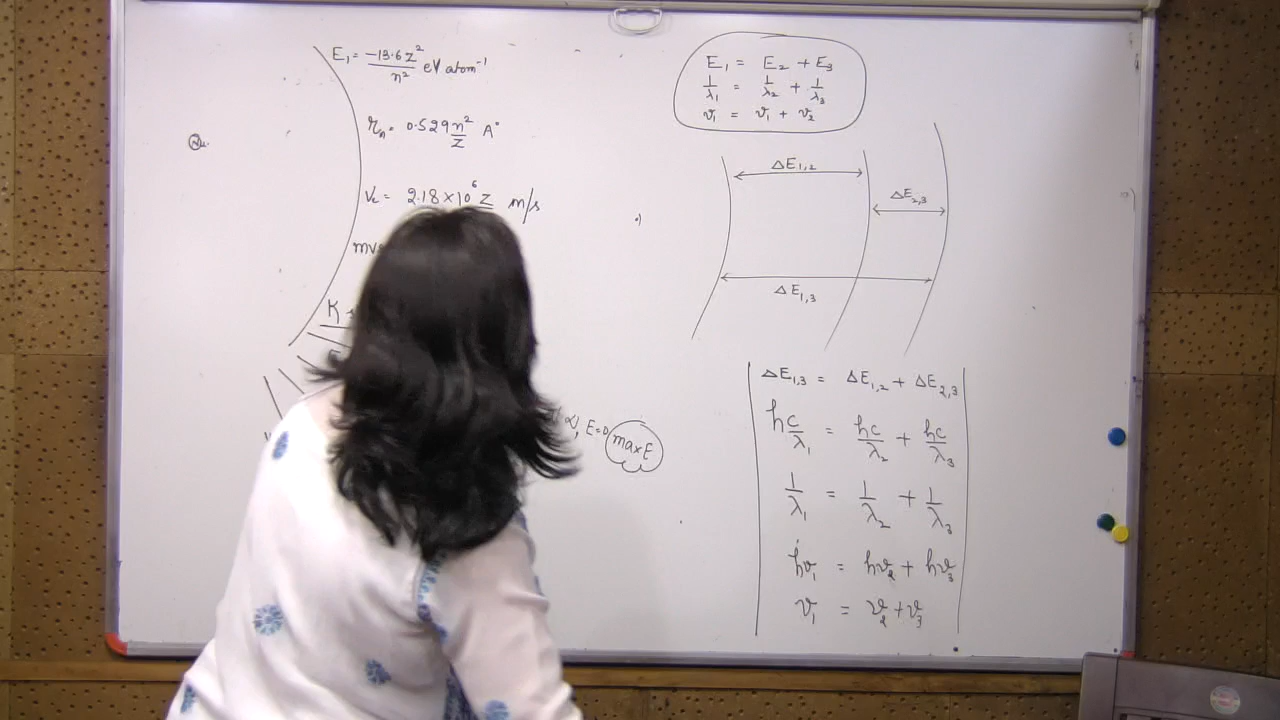 E₁ = -13.6 Z²/n² eV atom⁻¹
rₙ = 0.529 n²/Z A°
2.18×10⁶ Z m/s
mv
K
E=0
max E
E₁ = E₂ + E₃
1/λ₁ = 1/λ₂ + 1/λ₃
ν₁ = ν₁ + ν₂
ΔE₁,₂
ΔE₂,₃
ΔE₁,₃
ΔE₁,₃ = ΔE₁,₂ + ΔE₂,₃
hc/λ₁ = hc/λ₂ + hc/λ₃
1/λ₁ = 1/λ₂ + 1/λ₃
hν₁ = hν₂ + hν₃
ν₁ = ν₂ + ν₃